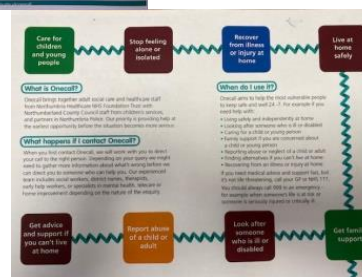 Care for
children
and young
people
Stop feeling
alone or
isolated
Recover
from illness
or injury at
home
Live at
home
safely
What is Onecall?
Onecall brings together adult social care and healthcare staff
from Northumbria Healthcare NHS Foundation Trust with
Northumberland County Council staff from children's services,
and partners in Northumbria Police. Our priority is providing help at
the earliest opportunity before the situation becomes more serious.
What happens if I contact Onecall?
When you find contact Onecall, we will work with you to direct
your call to the right person. Depending on your query we might
need to gather more information about what's wrong before we
can direct you to someone who can help you. Our experienced
team includes social workers, district nurses, therapists,
early help workers, or specialists in mental health, telecare or
home improvement depending on the nature of the enquiry.
When do I use it?
Onecall aims to help the most vulnerable people
to keep safe and well 24/7. For example if you
need help with:
• Living safely and independently at home
• Looking after someone who is ill or disabled
• Caring for a child or young person
• Family support if you are concerned about
a child or young person
• Reporting abuse or neglect of a child or adult
• Finding alternatives if you can't live at home
• Recovering from an illness or injury at home
If you need medical advice and support fast, but
it's not life-threatening, call your GP or NHS 111.
You should always call 999 in an emergency,
for example when someone's life is at risk or
someone is seriously injured or critically ill.
Get advice
and support if
you can't live
at home
Report abuse
of a child or
adult
Look after
someone
who is ill or
disabled
Get family
support